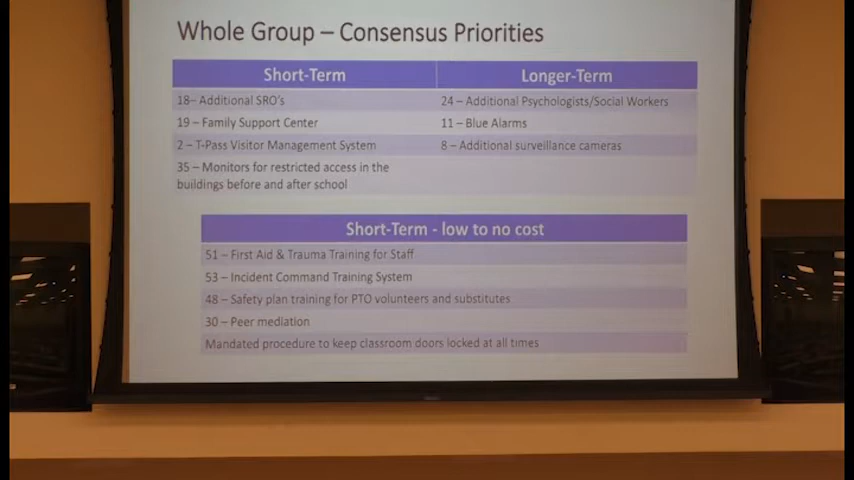 Whole Group – Consensus Priorities
Short-Term
Longer-Term
18– Additional SRO's
24 – Additional Psychologists/Social Workers
19 – Family Support Center
11 – Blue Alarms
2 – T-Pass Visitor Management System
8 – Additional surveillance cameras
35 – Monitors for restricted access in the
buildings before and after school
Short-Term - low to no cost
51 – First Aid & Trauma Training for Staff
53 – Incident Command Training System
48 – Safety plan training for PTO volunteers and substitutes
30 – Peer mediation
Mandated procedure to keep classroom doors locked at all times